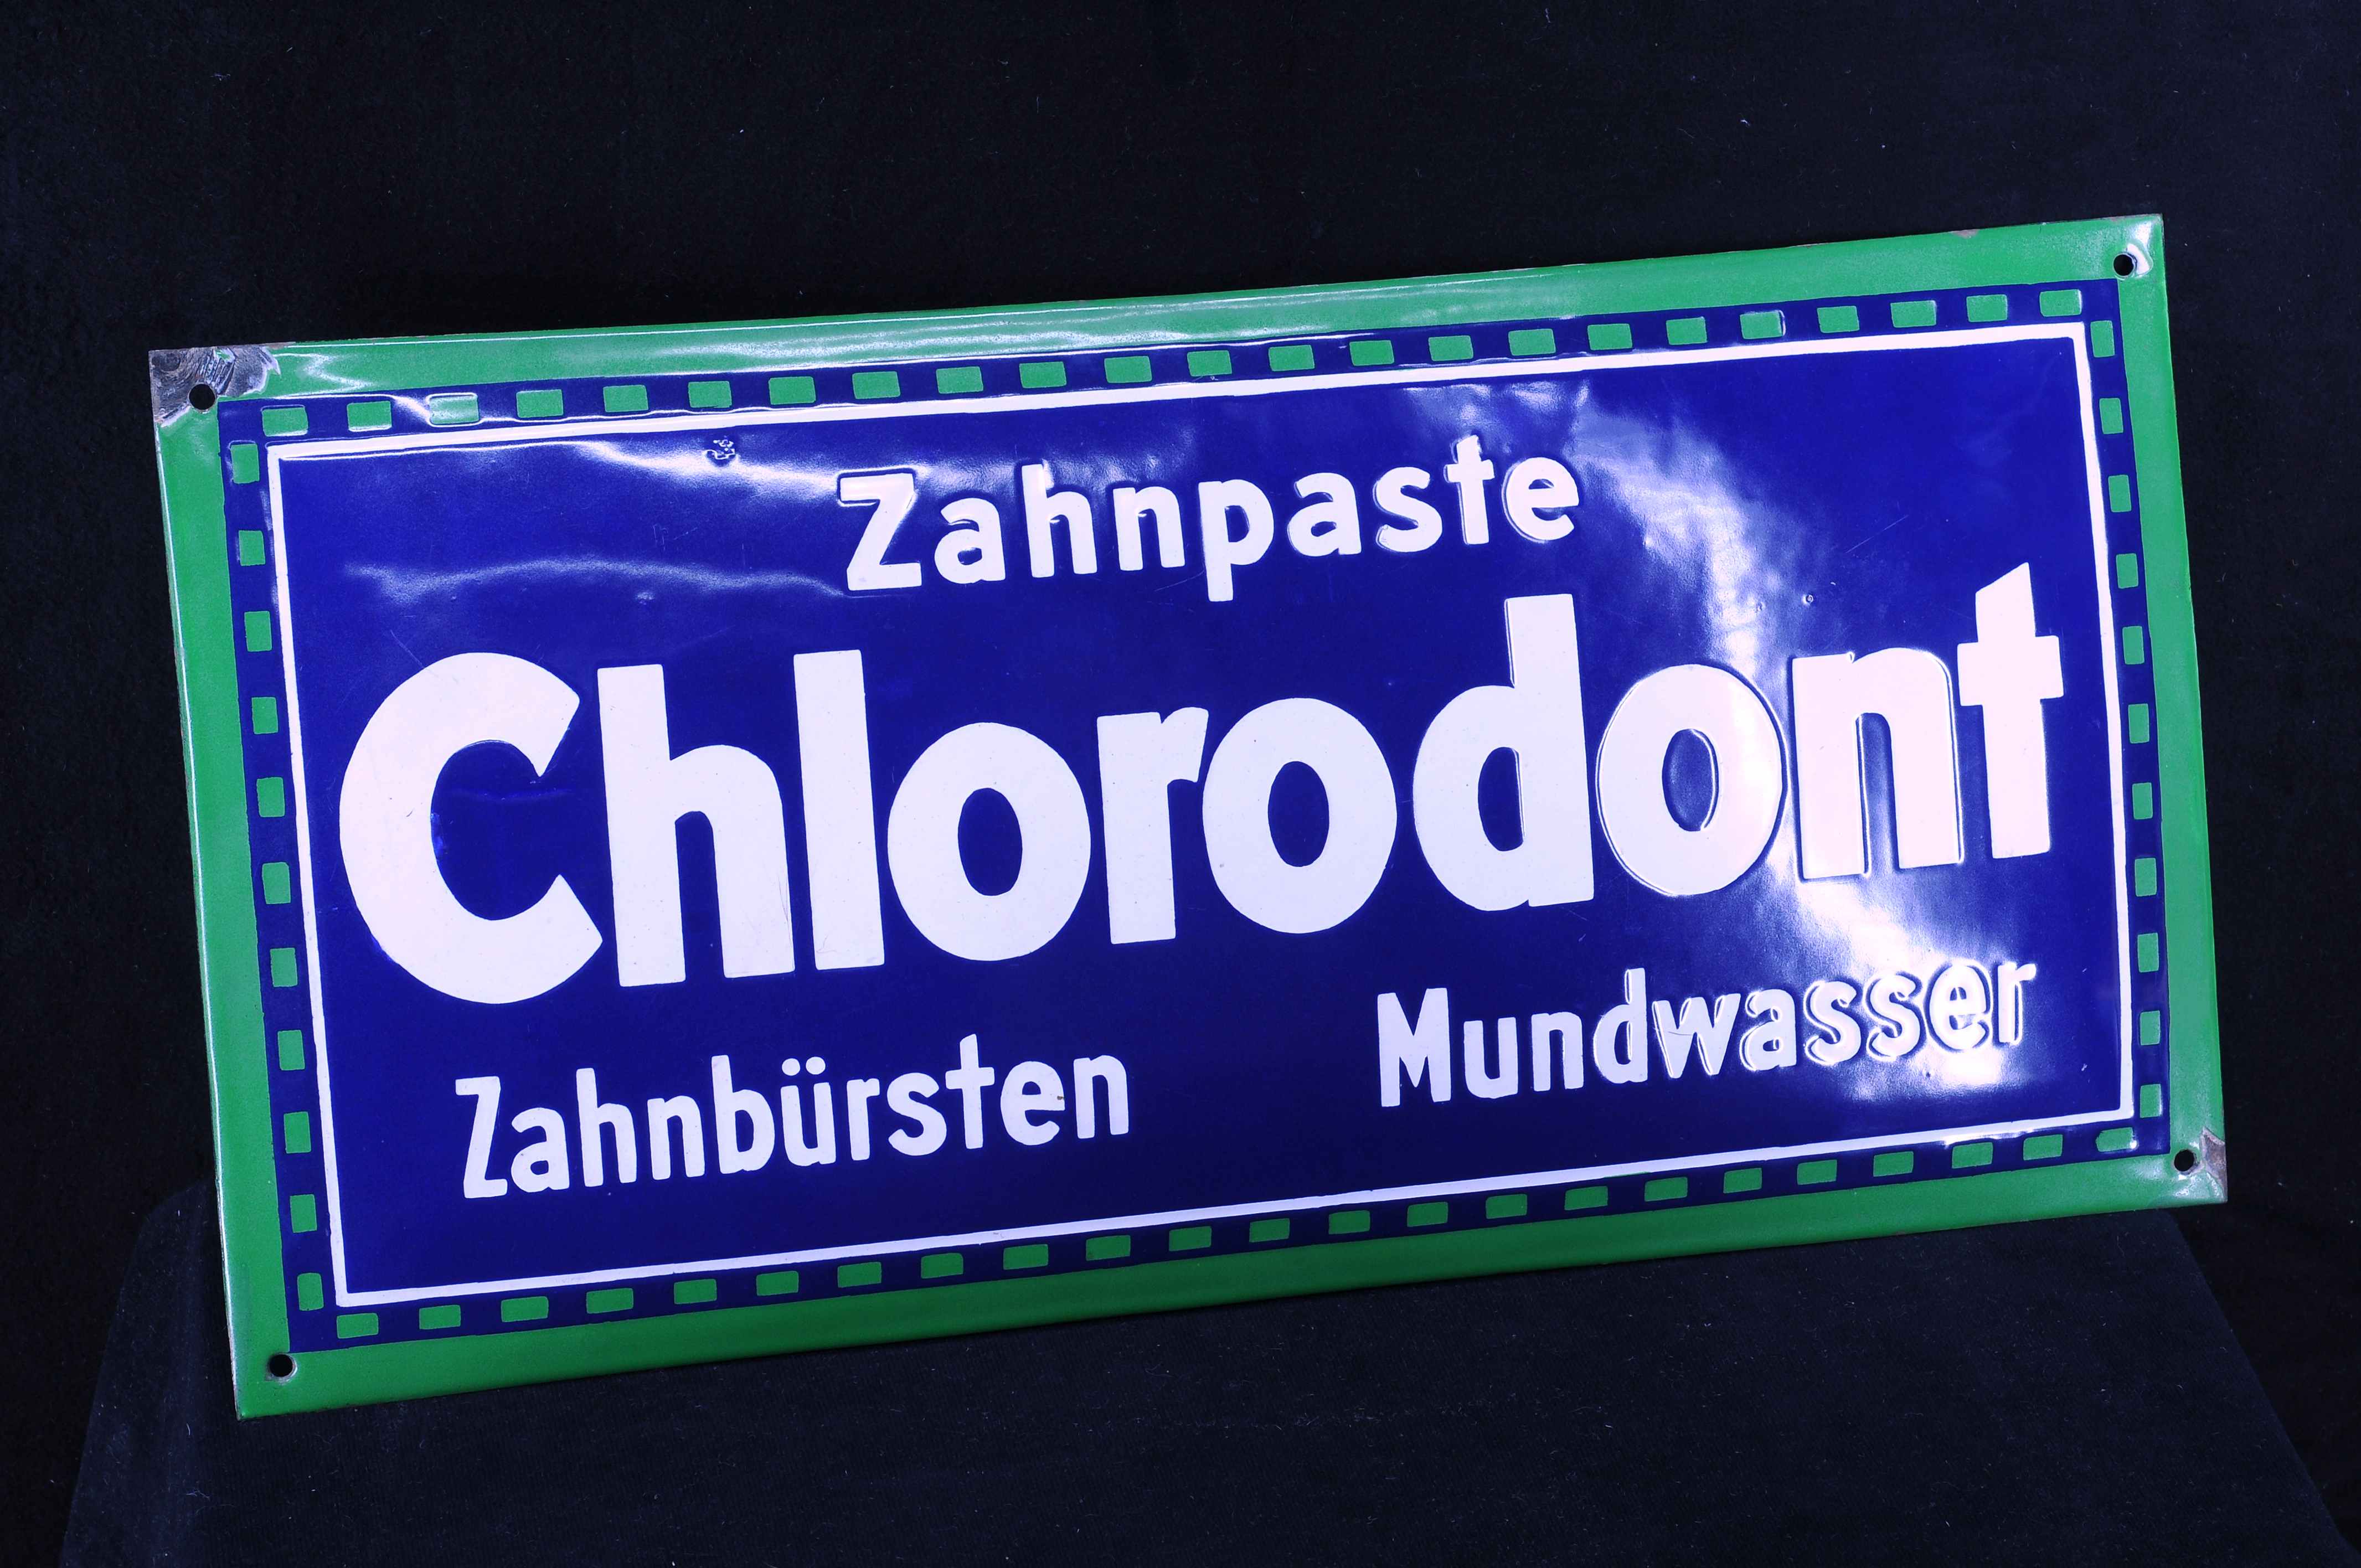 Zahnpaste
Chlorodont
Zahnbürsten Mundwasser